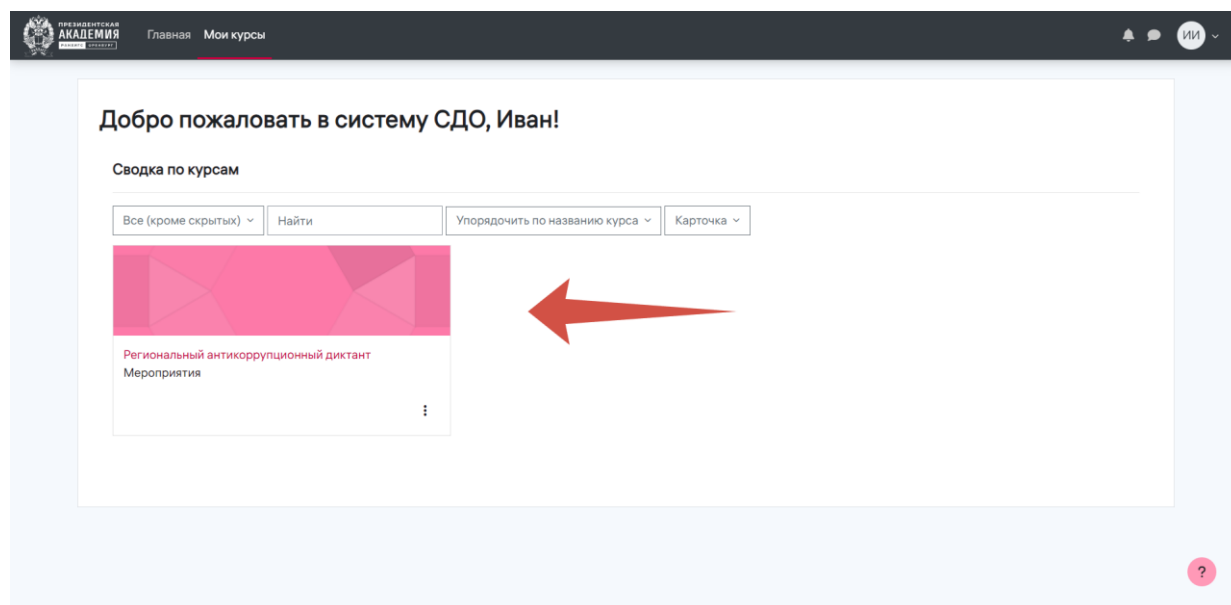 ПРЕЗИДЕНТСКАЯ
АКАДЕМИЯ
Главная Мои курсы
ИИ
Добро пожаловать в систему СДО, Иван!
Сводка по курсам
Все (кроме скрытых) Найти Упорядочить по названию курса Карточка
Региональный антикоррупционный диктант
Мероприятия
?